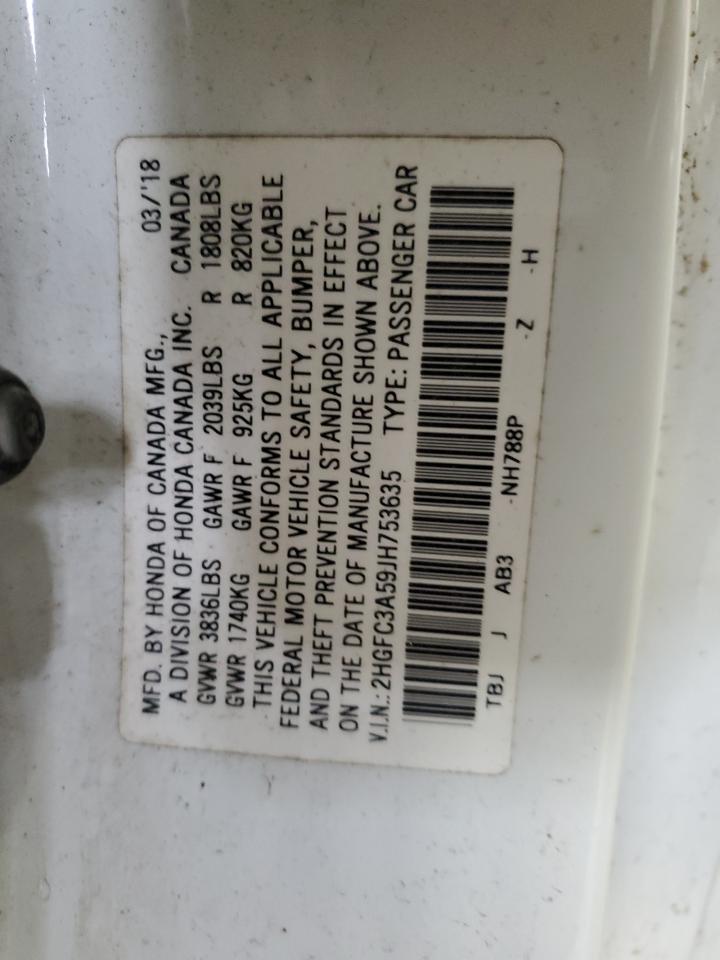 MFD. BY HONDA OF CANADA MFG., 03/'18
A DIVISION OF HONDA CANADA INC. CANADA
GVWR 3836LBS GAWR F 2039LBS R 1808LBS
GVWR 1740KG GAWR F 925KG R 820KG
THIS VEHICLE CONFORMS TO ALL APPLICABLE
FEDERAL MOTOR VEHICLE SAFETY, BUMPER,
AND THEFT PREVENTION STANDARDS IN EFFECT
ON THE DATE OF MANUFACTURE SHOWN ABOVE.
V.I.N.: 2HGFC3A59JH753635 TYPE: PASSENGER CAR
TBJ J AB3 -NH788P -Z -H